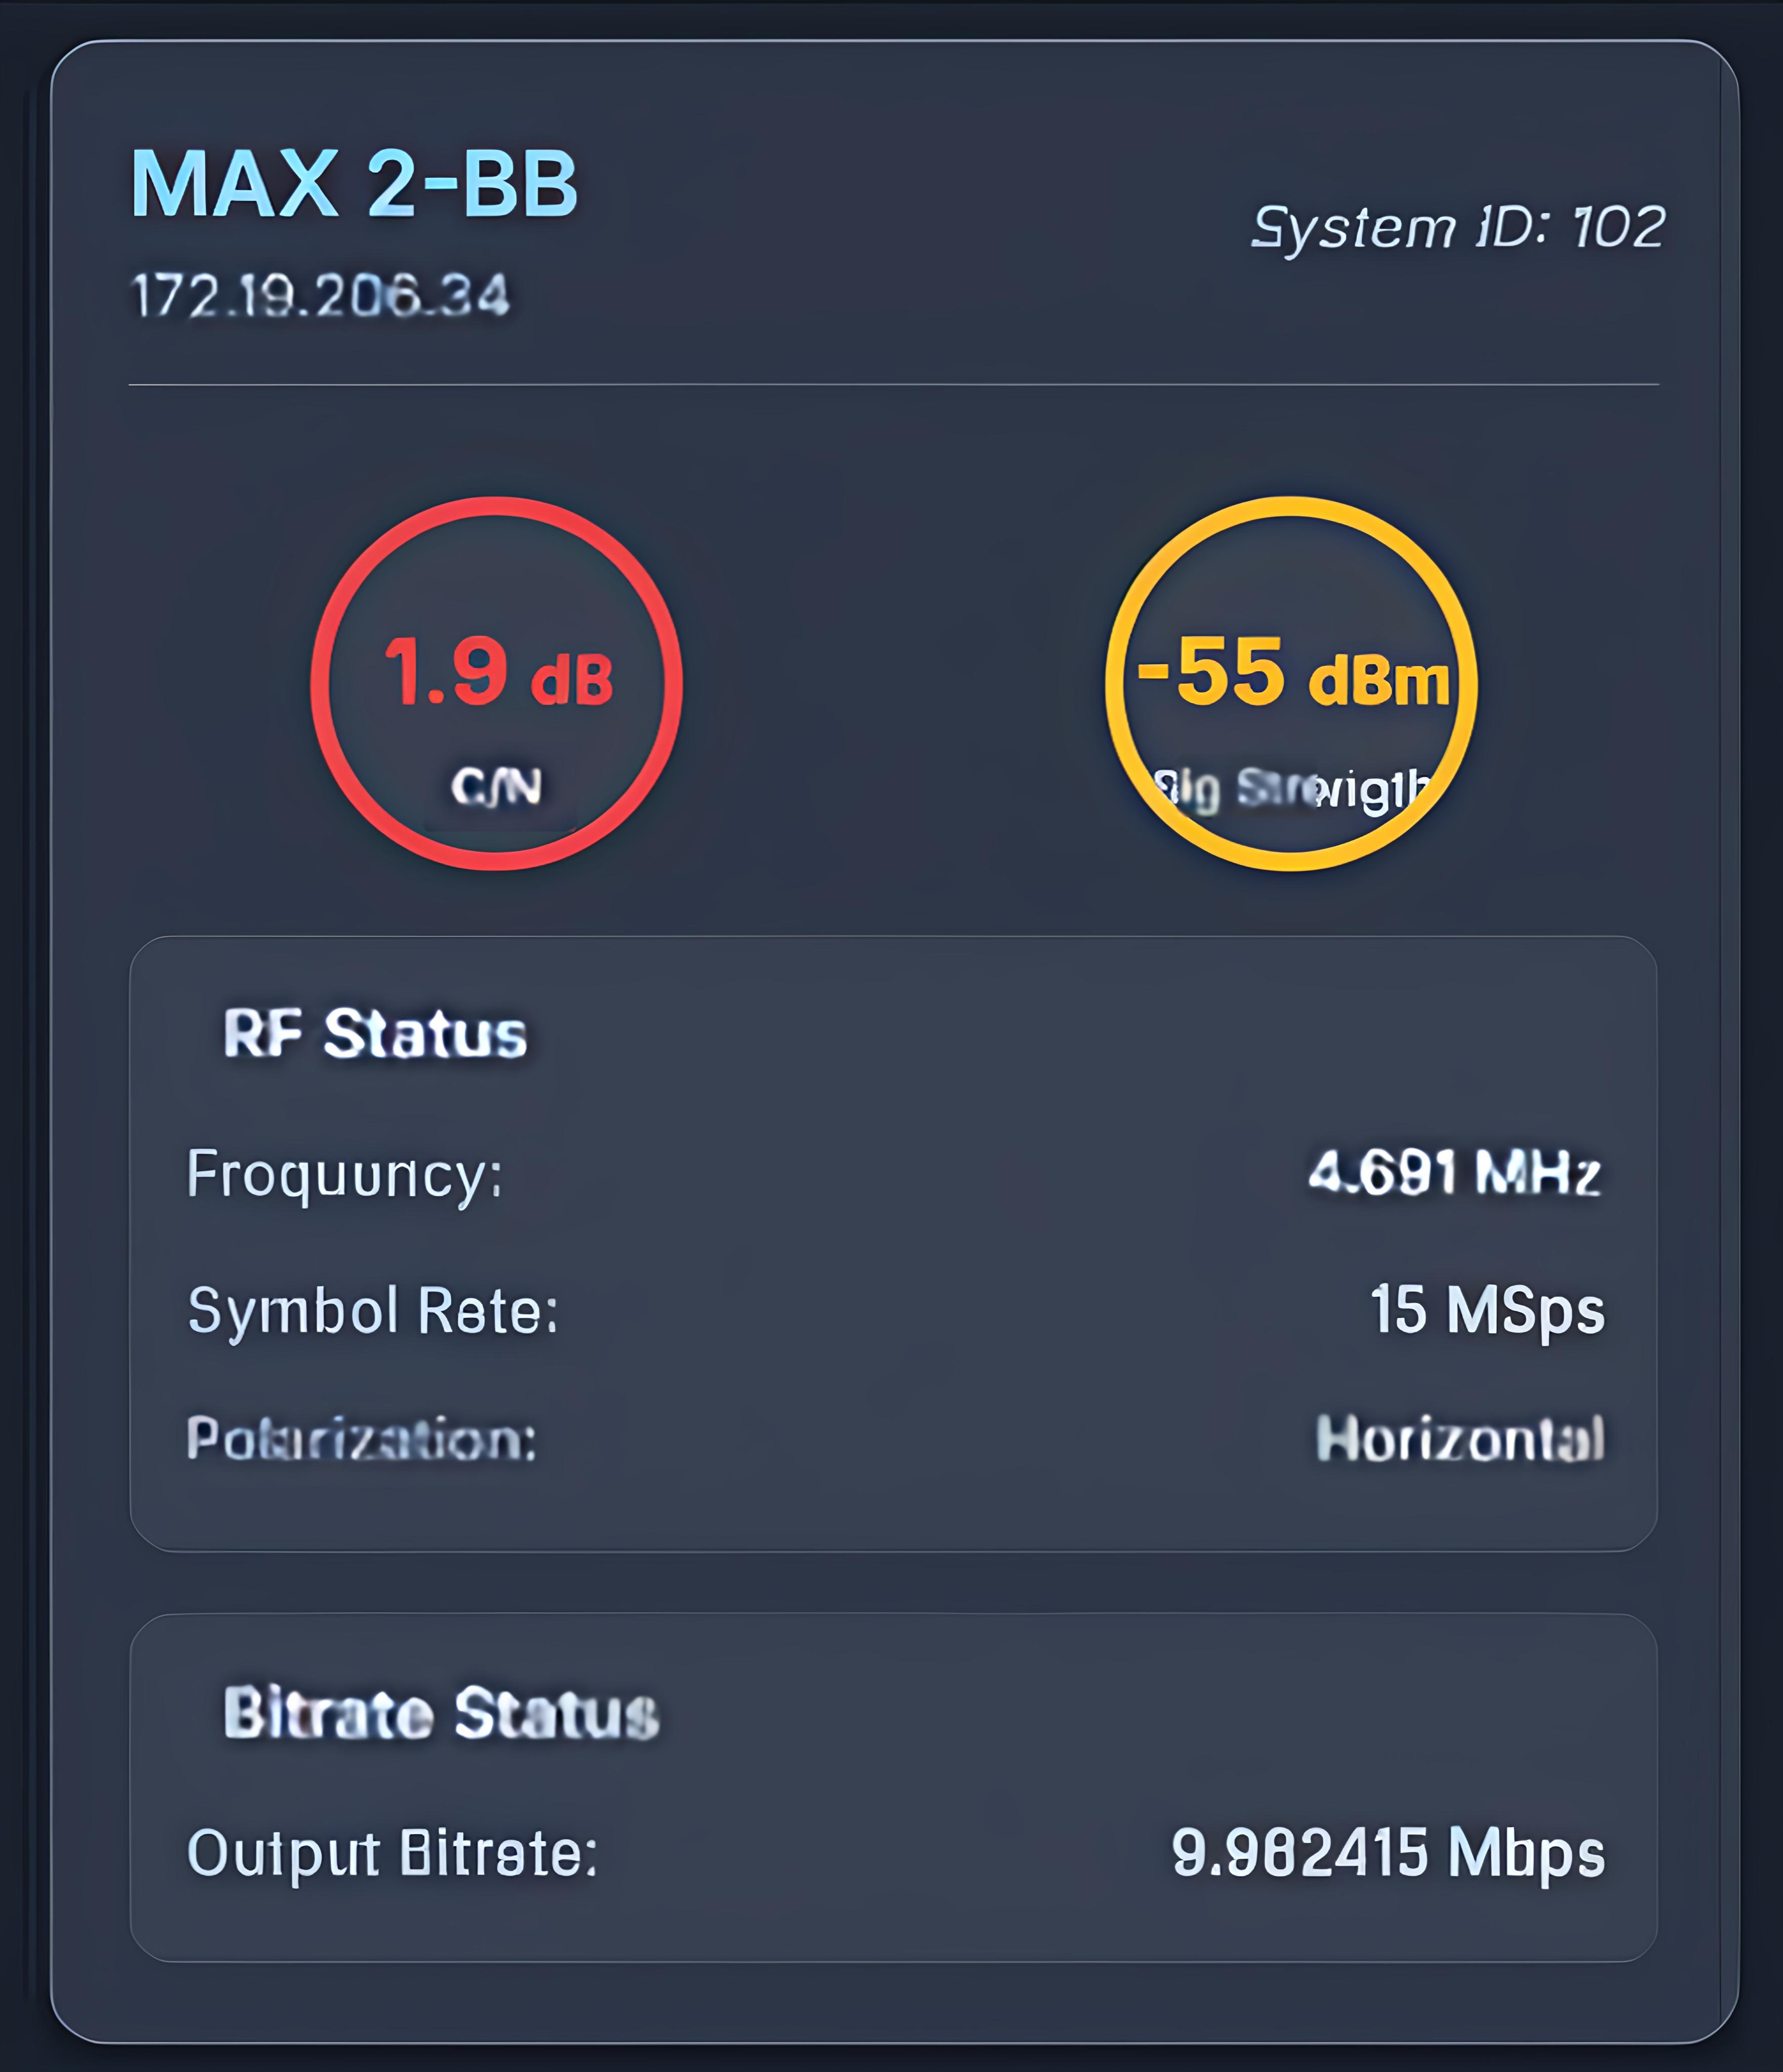 MAX 2-BB
System ID: 102
172.19.206.34
1.9 dB
C/N
-55 dBm
Sig
RF Status
Froquuncy:
4.691 MHz
Symbol Rete:
15 MSps
Polarization:
Horizontal
Bitrate Status
Output Bitrate:
9.982415 Mbps